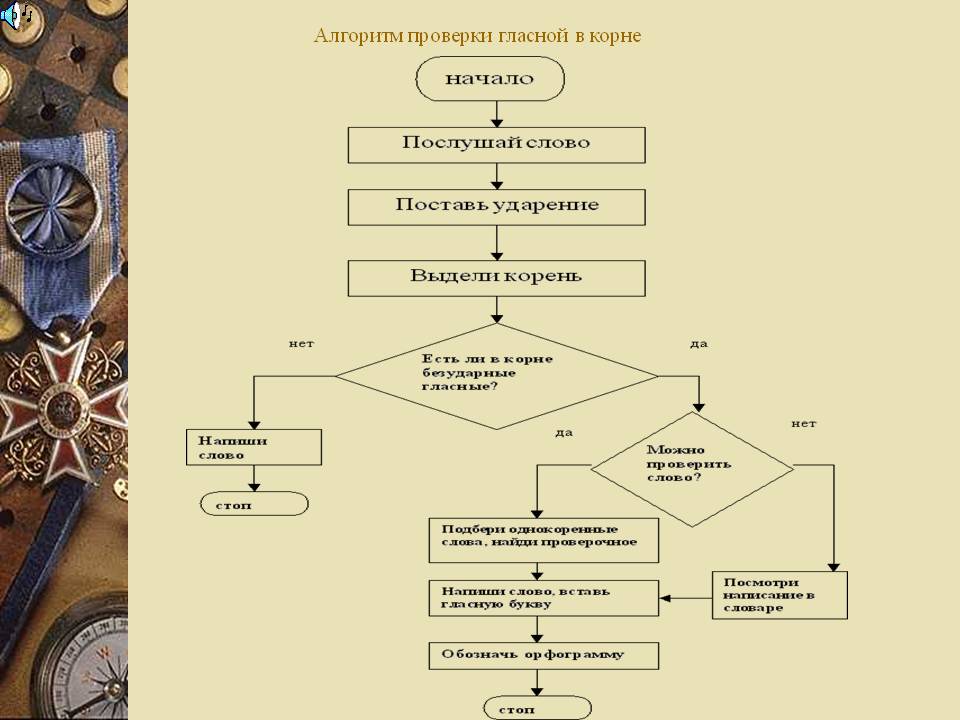 Алгоритм проверки гласной в корне
начало
Послушай слово
Поставь ударение
Выдели корень
нет
да
Есть ли в корне
безударные
гласные?
Напиши
слово
стоп
да
нет
Можно
проверить
слово?
Подбери однокоренные
слова, найди проверочное
Напиши слово, вставь
гласную букву
Посмотри
написание в
словаре
Обозначь орфограмму
стоп